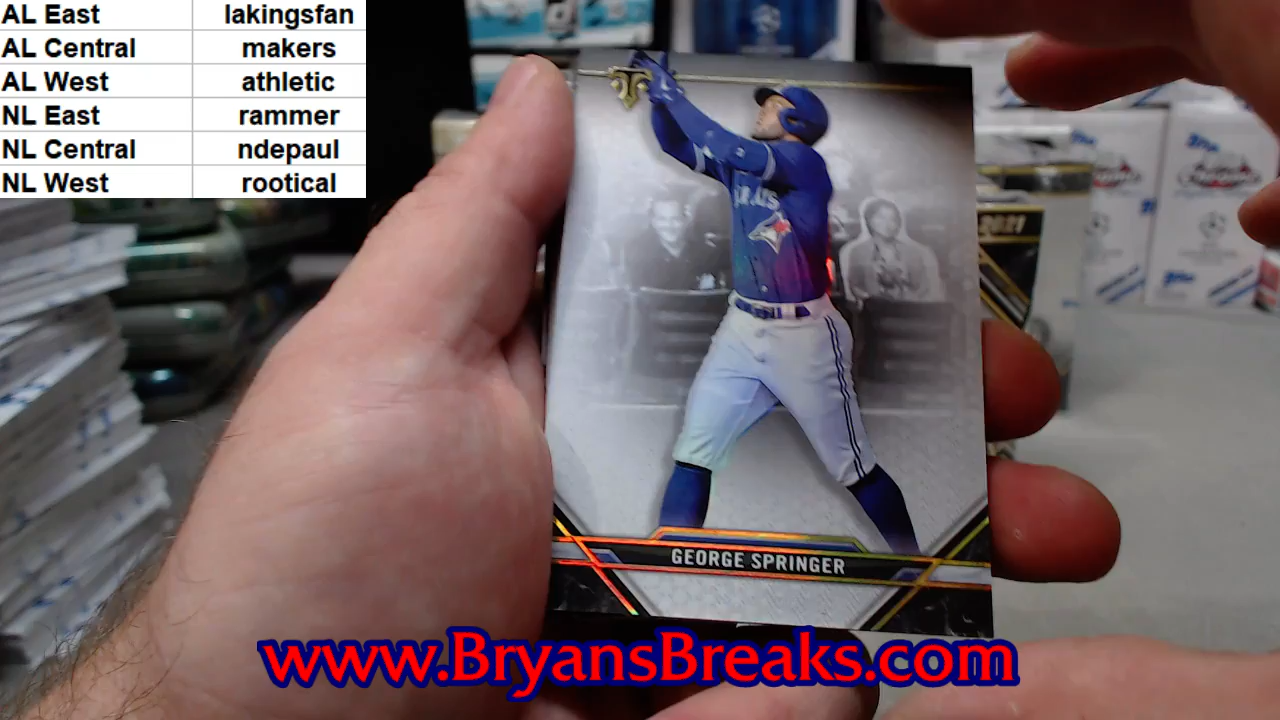 AL East lakingsfan
AL Central makers
AL West athletic
NL East rammer
NL Central ndepaul
NL West rootical
2021
GEORGE SPRINGER
www.BryansBreaks.com